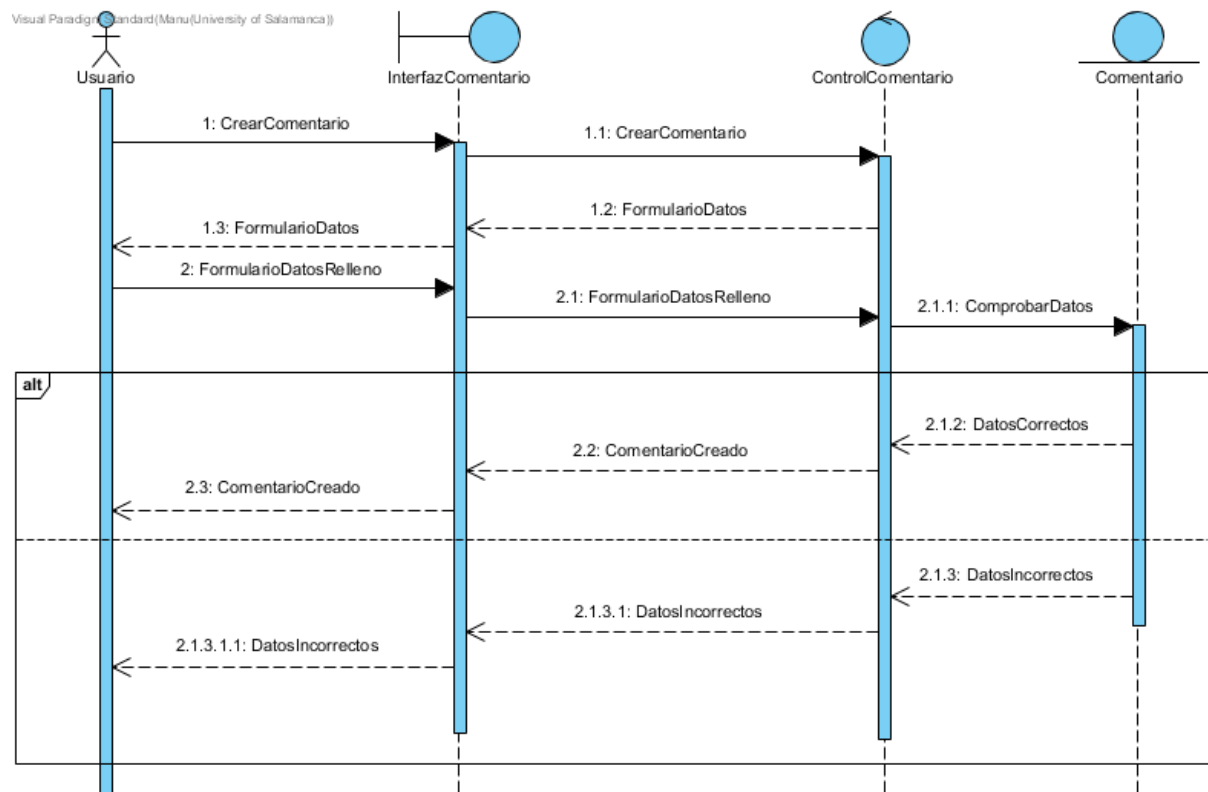 Visual Paradigm Standard(Manu(University of Salamanca))
Usuario
InterfazComentario
ControlComentario
Comentario
1: CrearComentario
1.1: CrearComentario
1.2: FormularioDatos
1.3: FormularioDatos
2: FormularioDatosRelleno
2.1: FormularioDatosRelleno
2.1.1: ComprobarDatos
alt
2.1.2: DatosCorrectos
2.2: ComentarioCreado
2.3: ComentarioCreado
2.1.3: DatosIncorrectos
2.1.3.1: DatosIncorrectos
2.1.3.1.1: DatosIncorrectos